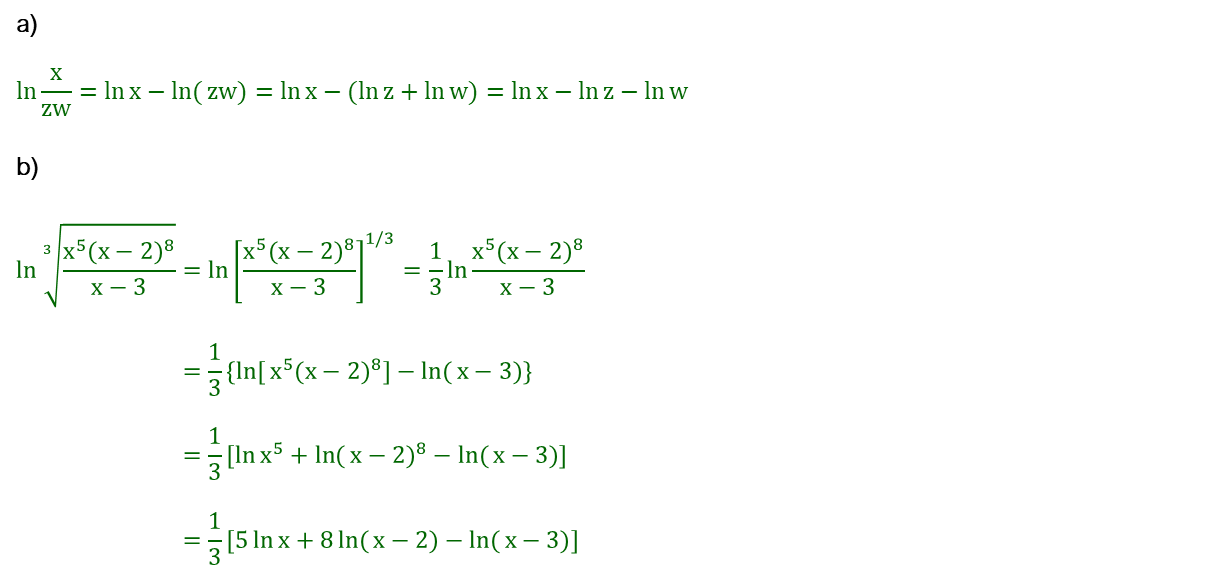 a)
ln x/zw = ln x − ln( zw) = ln x − (ln z + ln w) = ln x − ln z − ln w
b)
ln ∛(x⁵(x − 2)⁸/(x − 3)) = ln [x⁵(x − 2)⁸/(x − 3)]^1/3 = 1/3 ln x⁵(x − 2)⁸/(x − 3)
= 1/3 {ln[ x⁵(x − 2)⁸] − ln( x − 3)}
= 1/3 [ln x⁵ + ln( x − 2)⁸ − ln( x − 3)]
= 1/3 [5 ln x + 8 ln( x − 2) − ln( x − 3)]